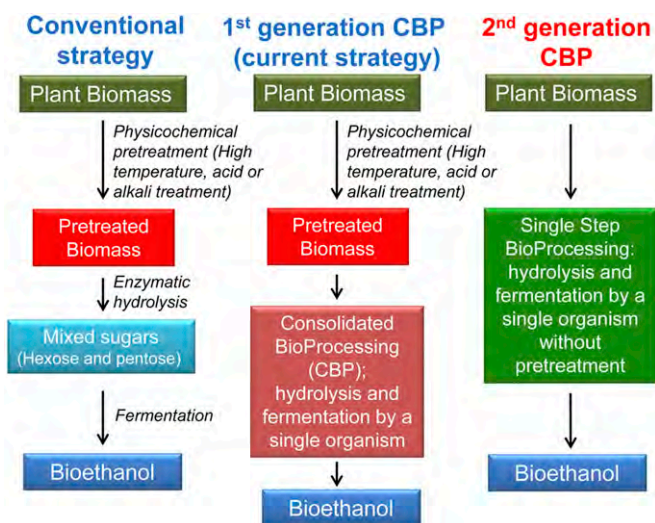 Conventional
strategy
Plant Biomass
Physicochemical
pretreatment (High
temperature, acid or
alkali treatment)
Pretreated
Biomass
Enzymatic
hydrolysis
Mixed sugars
(Hexose and pentose)
Fermentation
Bioethanol
1st generation CBP
(current strategy)
Plant Biomass
Physicochemical
pretreatment (High
temperature, acid or
alkali treatment)
Pretreated
Biomass
Consolidated
BioProcessing
(CBP);
hydrolysis and
fermentation by a
single organism
Bioethanol
2nd generation
CBP
Plant Biomass
Single Step
BioProcessing:
hydrolysis and
fermentation by a
single organism
without
pretreatment
Bioethanol